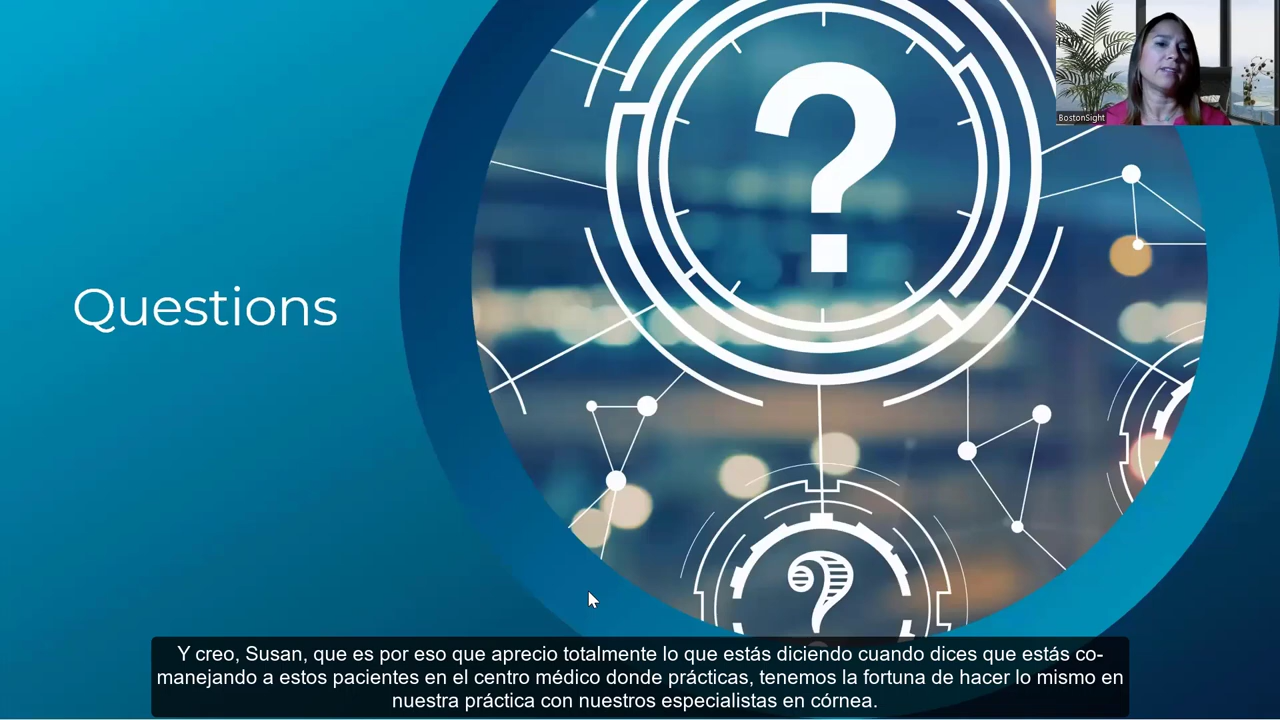 BostonSight
Questions
Y creo, Susan, que es por eso que aprecio totalmente lo que estás diciendo cuando dices que estás co-
manejando a estos pacientes en el centro médico donde prácticas, tenemos la fortuna de hacer lo mismo en
nuestra práctica con nuestros especialistas en córnea.